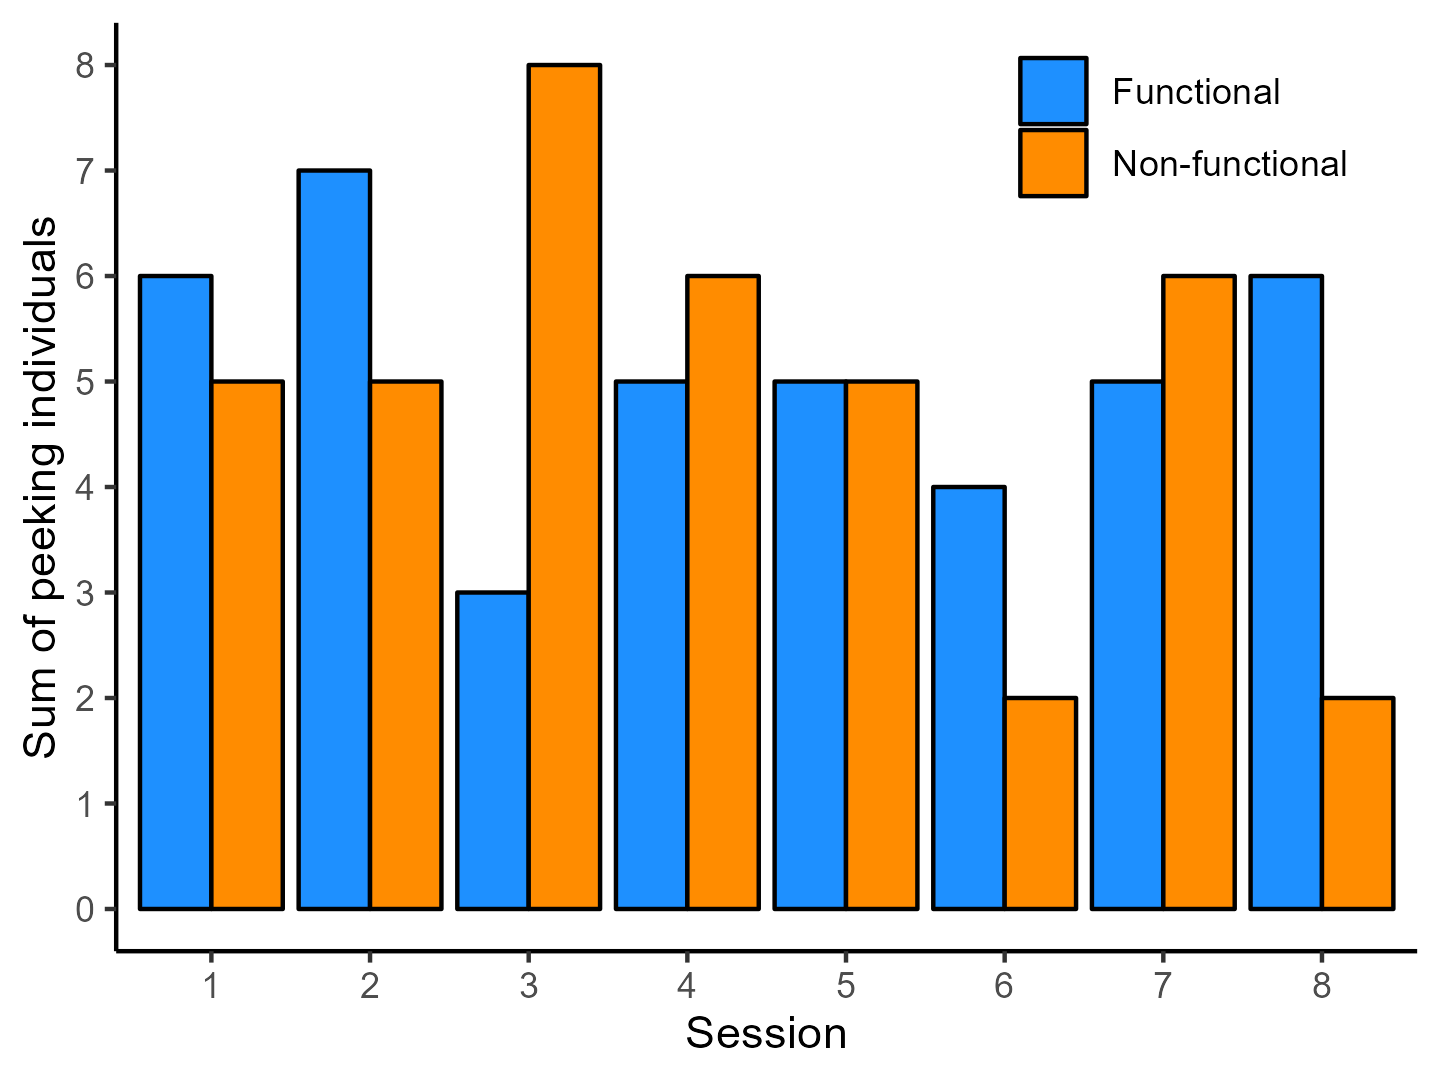 8
7
6
5
4
3
2
1
0
Sum of peeking individuals
Functional
Non-functional
1 2 3 4 5 6 7 8
Session